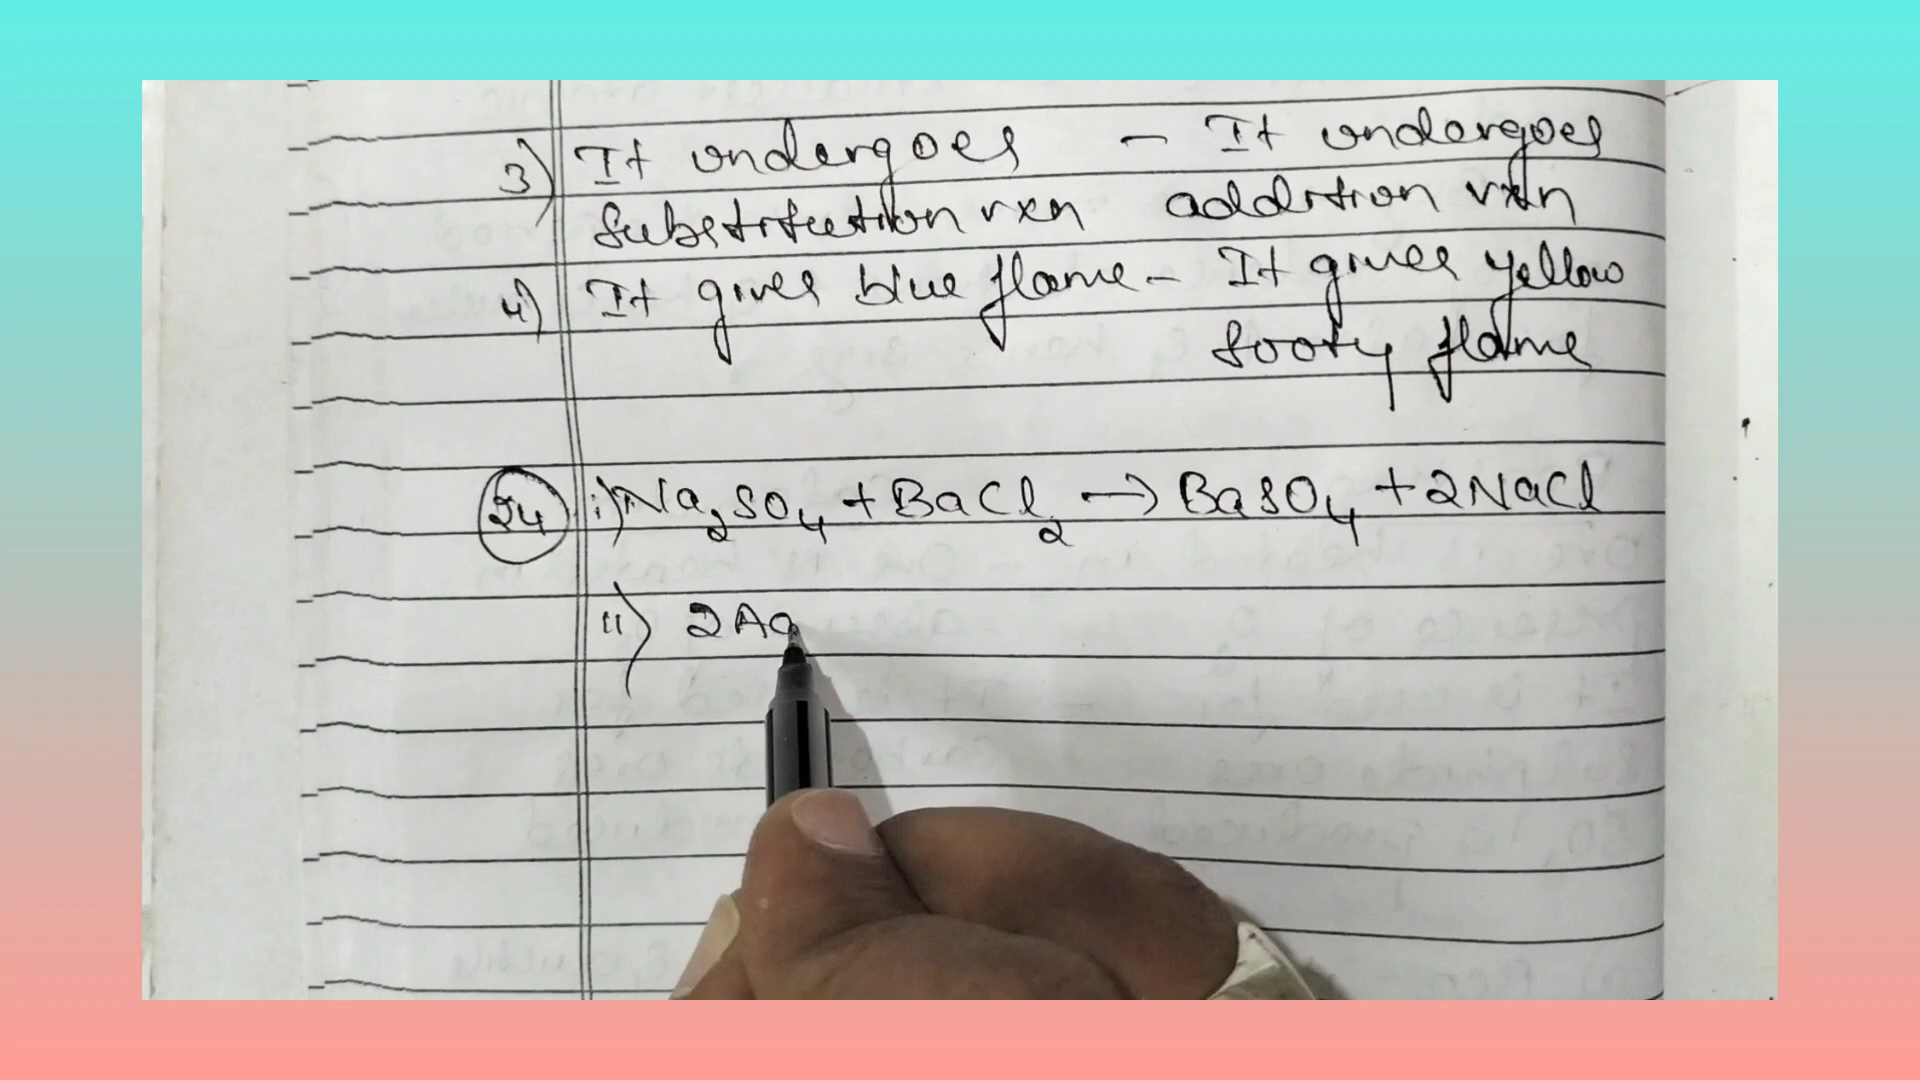 3) It undergoes - It undergoes
substitution rxn addition rxn
4) It gives blue flame - It gives yellow
sooty flame
24 i) Na₂SO₄ + BaCl₂ → BaSO₄ + 2NaCl
ii) 2Ag